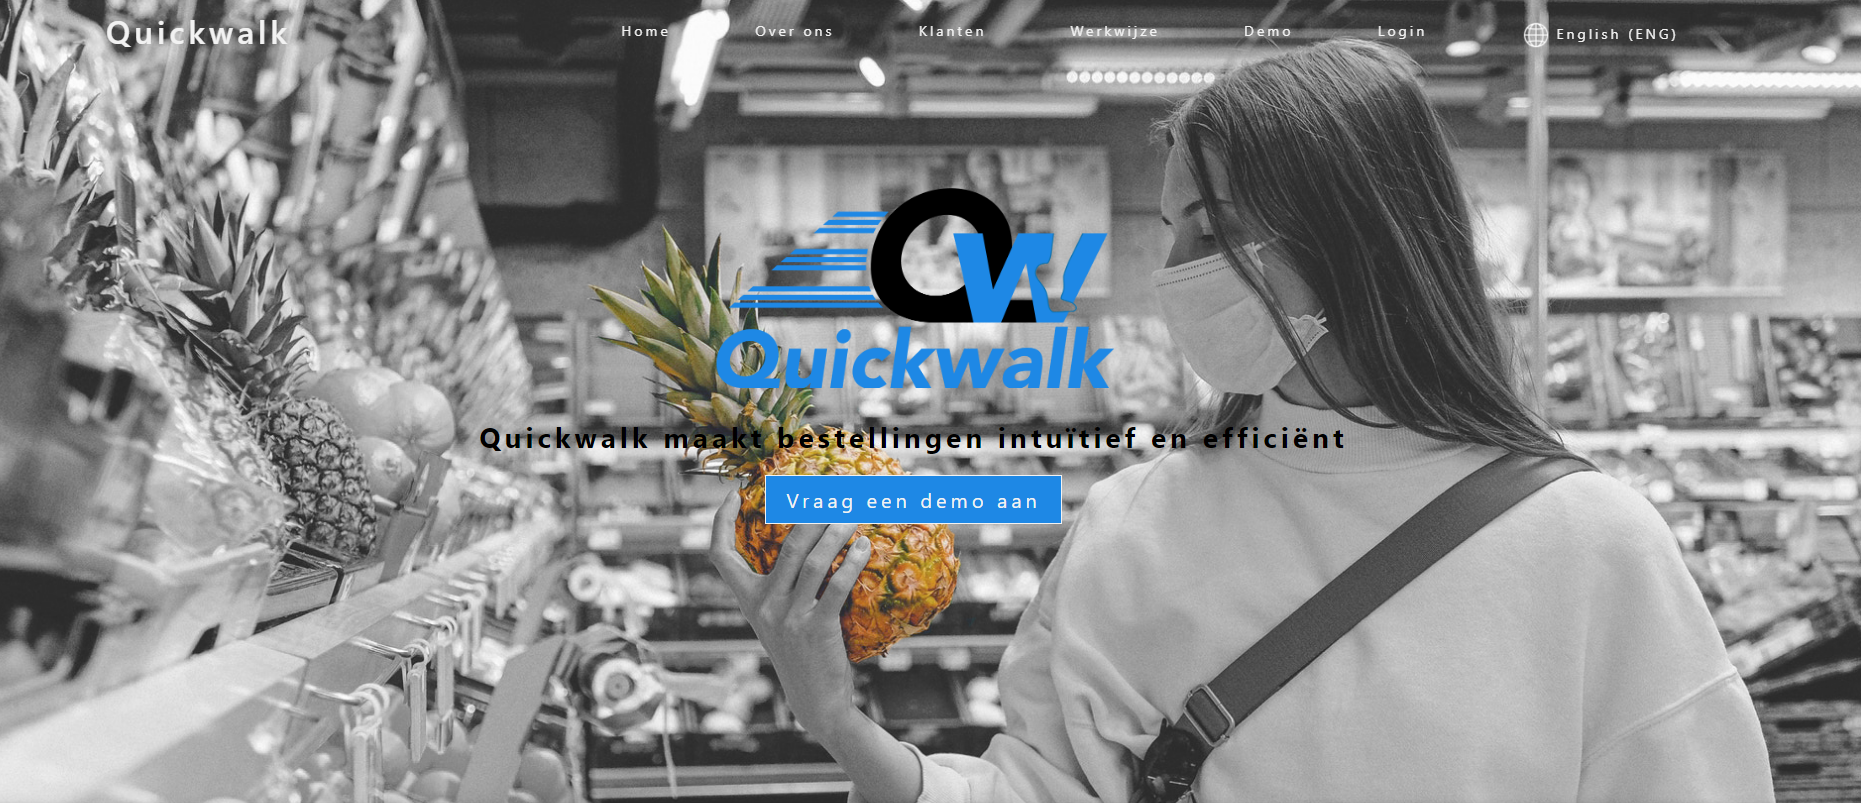 Quickwalk
Home
Over ons
Klanten
Werkwijze
Demo
Login
English (ENG)
QW
Quickwalk
Quickwalk maakt bestellingen intuïtief en efficiënt
Vraag een demo aan